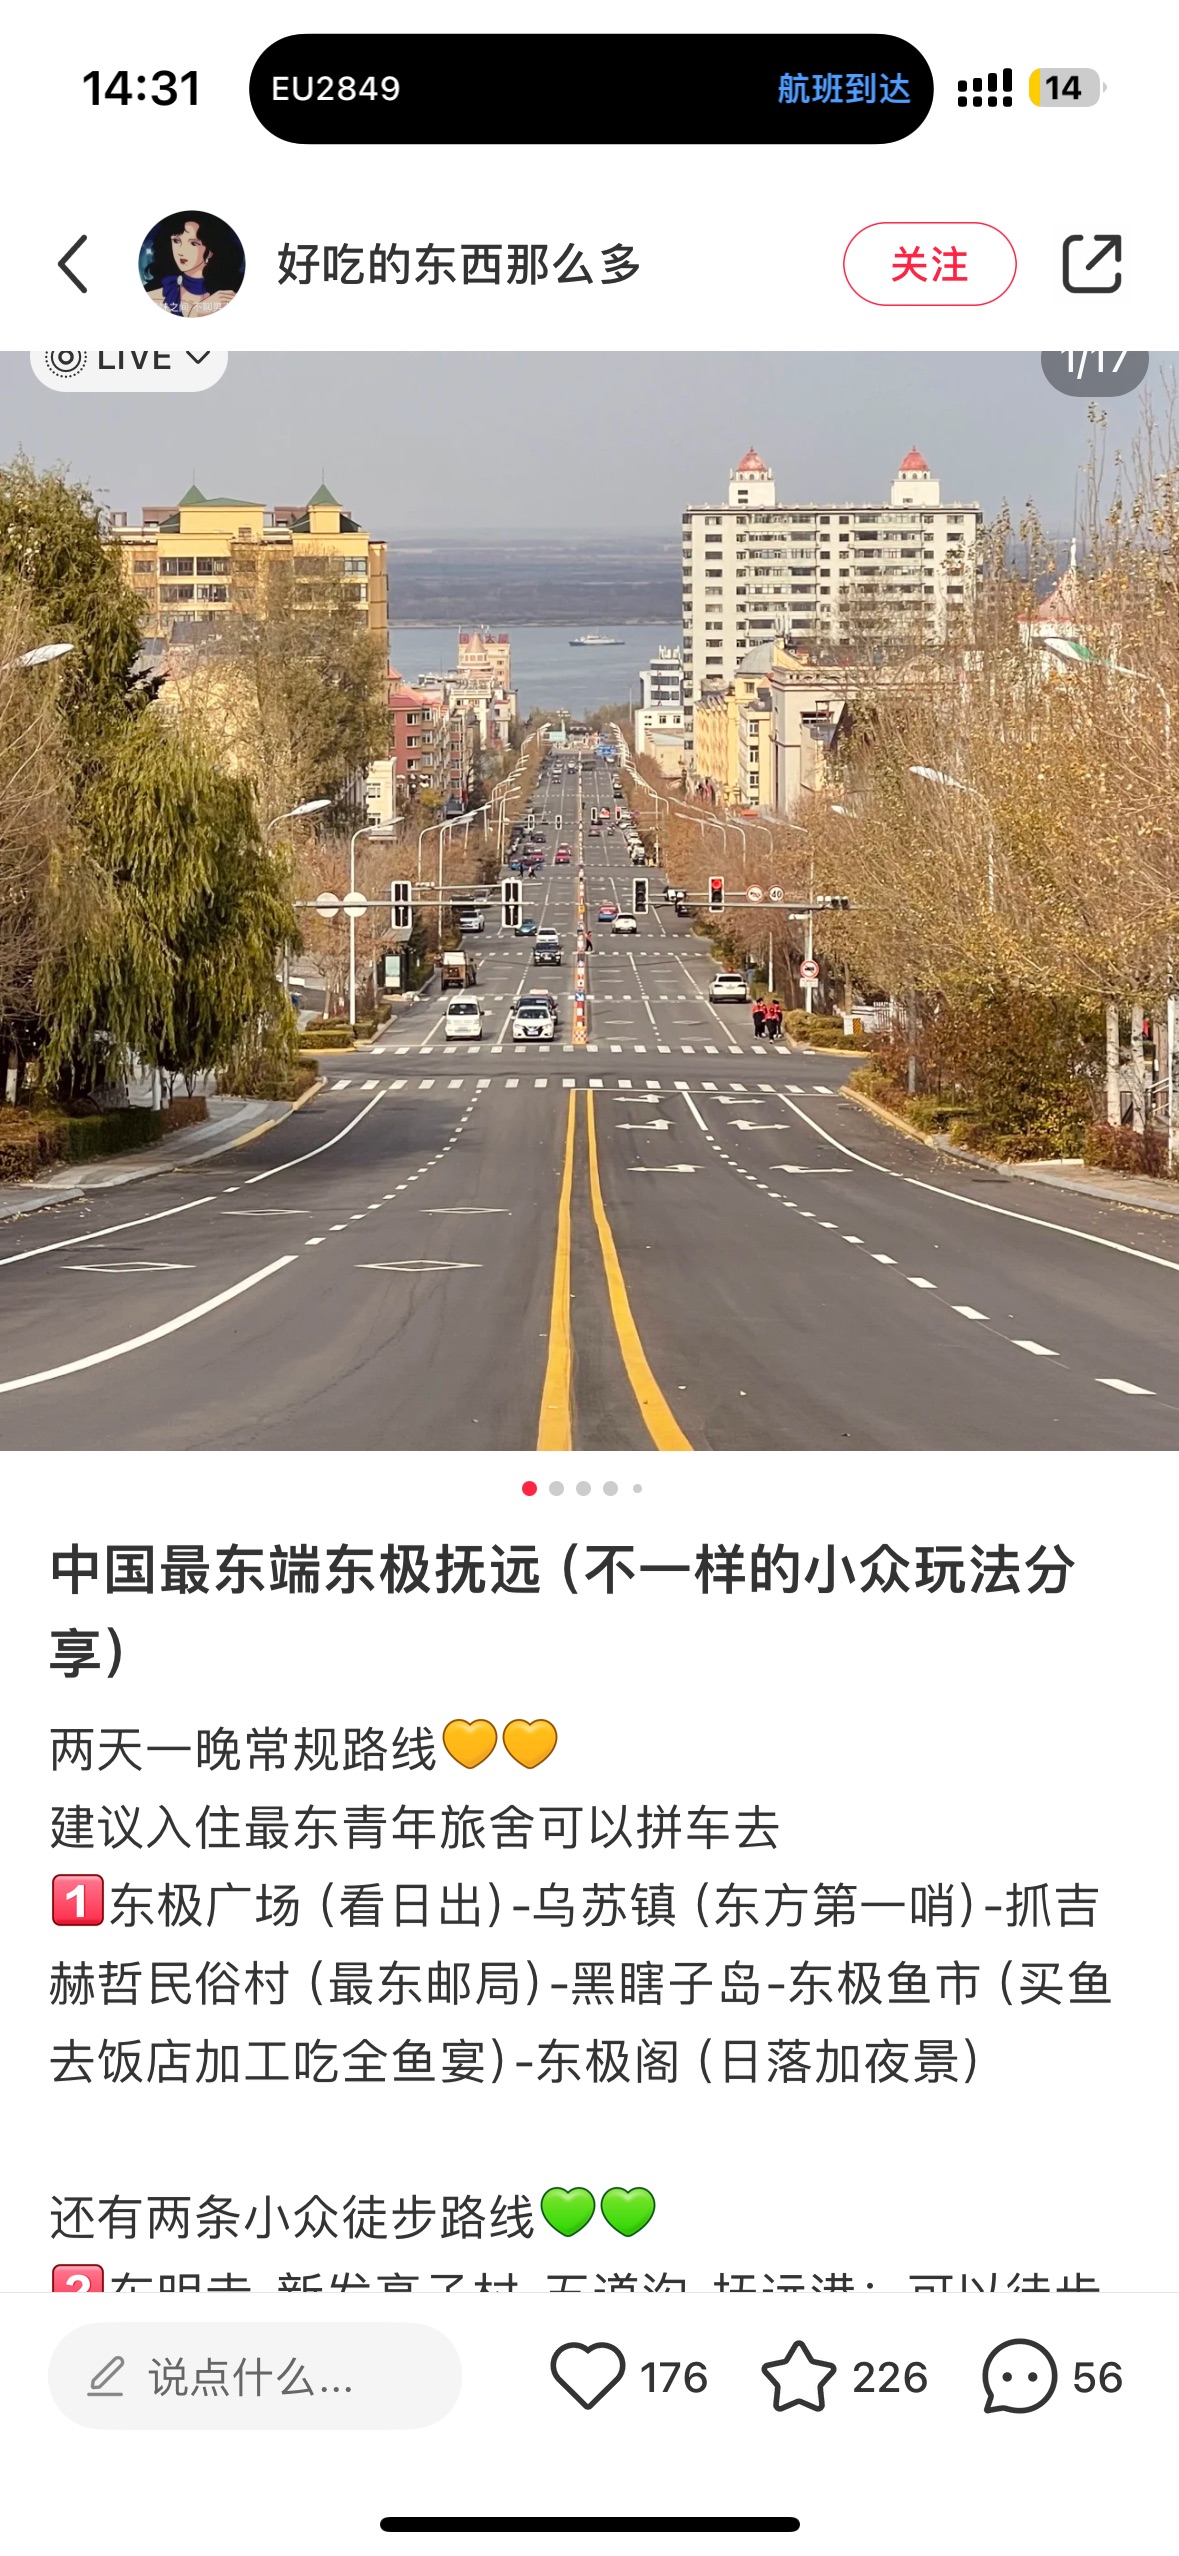 14:31
EU2849 航班到达
14
好吃的东西那么多
关注
LIVE
1/17
中国最东端东极抚远（不一样的小众玩法分
享）
两天一晚常规路线🧡🧡
建议入住最东青年旅舍可以拼车去
1东极广场（看日出）-乌苏镇（东方第一哨）-抓吉
赫哲民俗村（最东邮局）-黑瞎子岛-东极鱼市（买鱼
去饭店加工吃全鱼宴）-东极阁（日落加夜景）
还有两条小众徒步路线💚💚
说点什么...
176
226
56